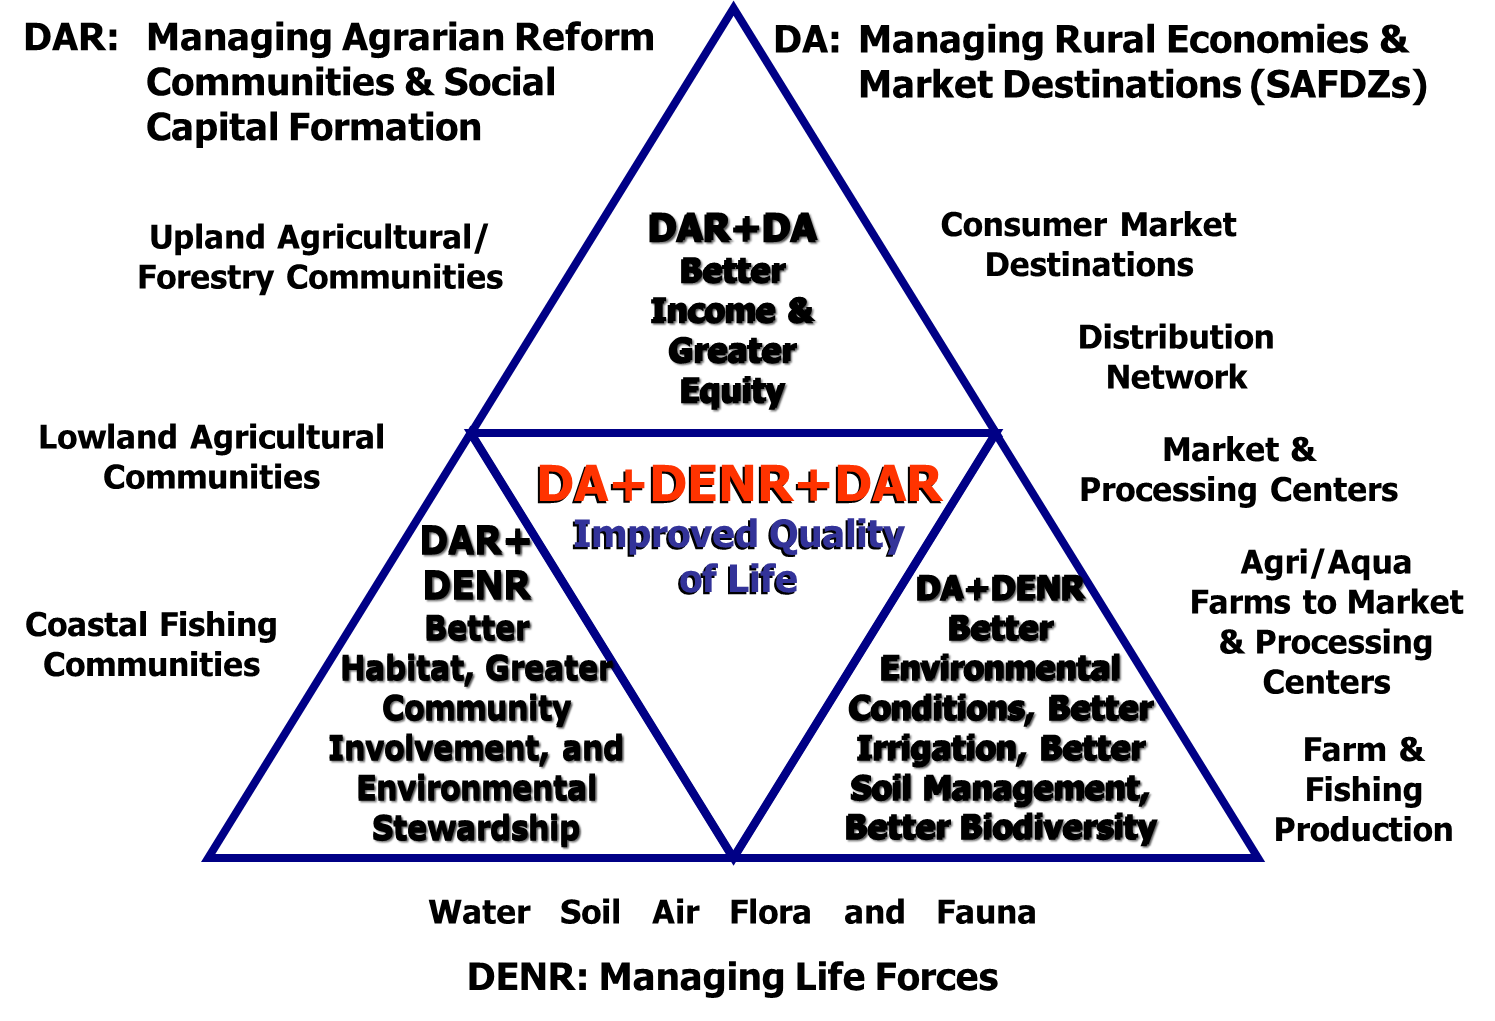 DAR: Managing Agrarian Reform
Communities & Social
Capital Formation
DA: Managing Rural Economies &
Market Destinations (SAFDZs)
Upland Agricultural/
Forestry Communities
Lowland Agricultural
Communities
Coastal Fishing
Communities
DAR+DA
Better
Income &
Greater
Equity
Consumer Market
Destinations
Distribution
Network
Market &
Processing Centers
Agri/Aqua
Farms to Market
& Processing
Centers
Farm &
Fishing
Production
DA+DENR+DAR
Improved Quality
of Life
DAR+
DENR
Better
Habitat, Greater
Community
Involvement, and
Environmental
Stewardship
DA+DENR
Better
Environmental
Conditions, Better
Irrigation, Better
Soil Management,
Better Biodiversity
Water Soil Air Flora and Fauna
DENR: Managing Life Forces